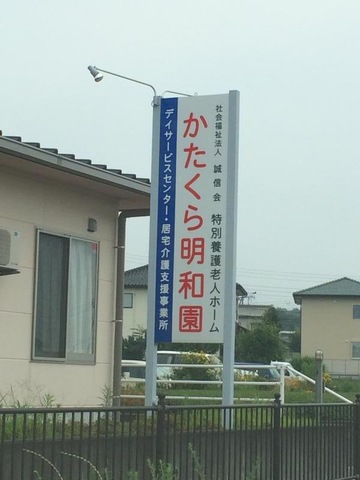 社会福祉法人 誠信会 特別養護老人ホーム
かたくら明和園
デイサービスセンター・居宅介護支援事業所